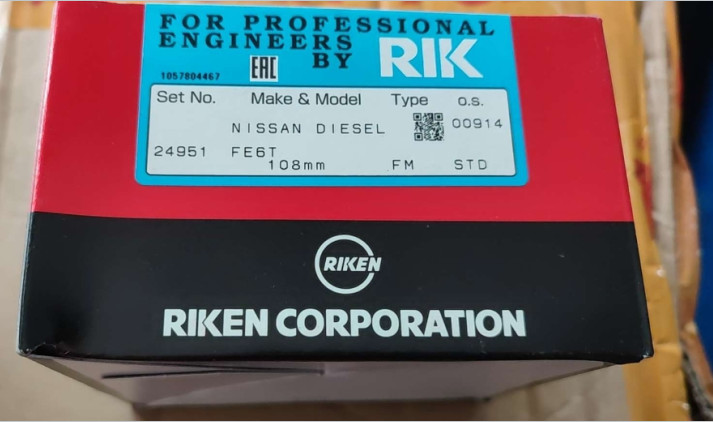 FOR PROFESSIONAL
ENGINEERS
BY RIK
1057804467 EAC
Set No. Make & Model Type O.S.
NISSAN DIESEL 00914
24951 FE6T
108mm FM STD
RIKEN
RIKEN CORPORATION